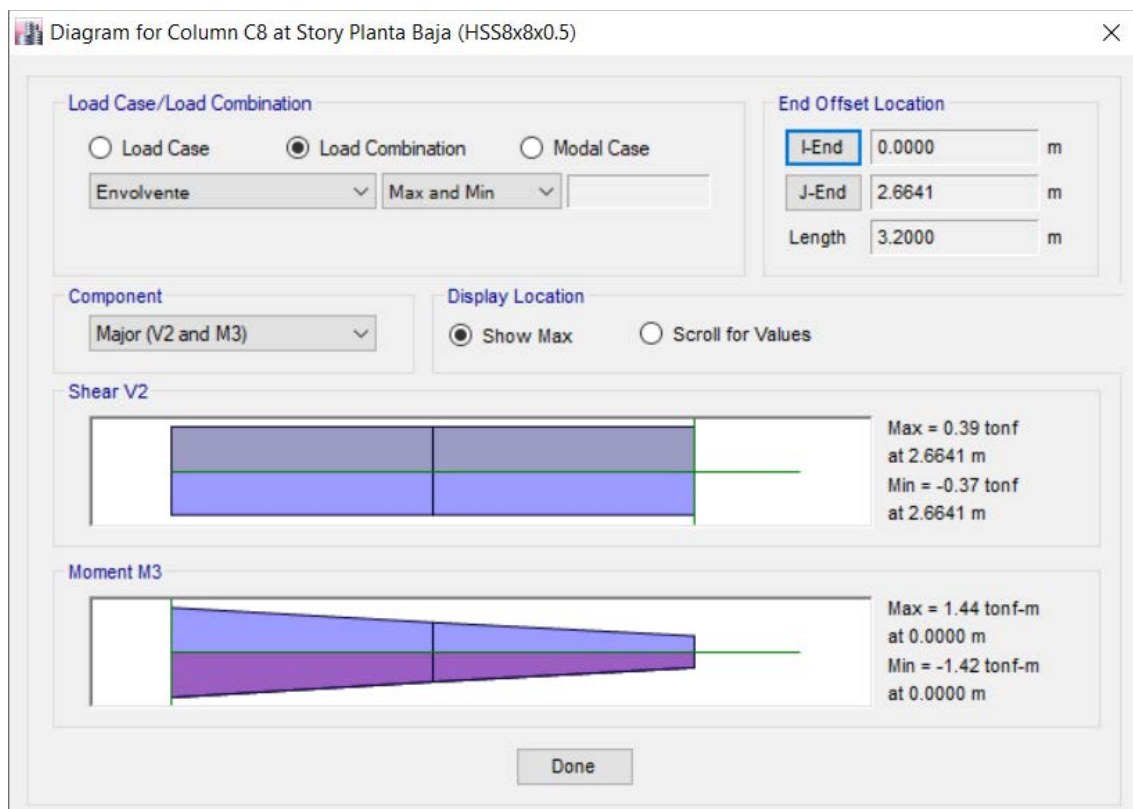 Diagram for Column C8 at Story Planta Baja (HSS8x8x0.5)
Load Case/Load Combination
Load Case
Load Combination
Modal Case
Envolvente
Max and Min
End Offset Location
I-End 0.0000 m
J-End 2.6641 m
Length 3.2000 m
Component
Major (V2 and M3)
Display Location
Show Max
Scroll for Values
Shear V2
Max = 0.39 tonf
at 2.6641 m
Min = -0.37 tonf
at 2.6641 m
Moment M3
Max = 1.44 tonf-m
at 0.0000 m
Min = -1.42 tonf-m
at 0.0000 m
Done